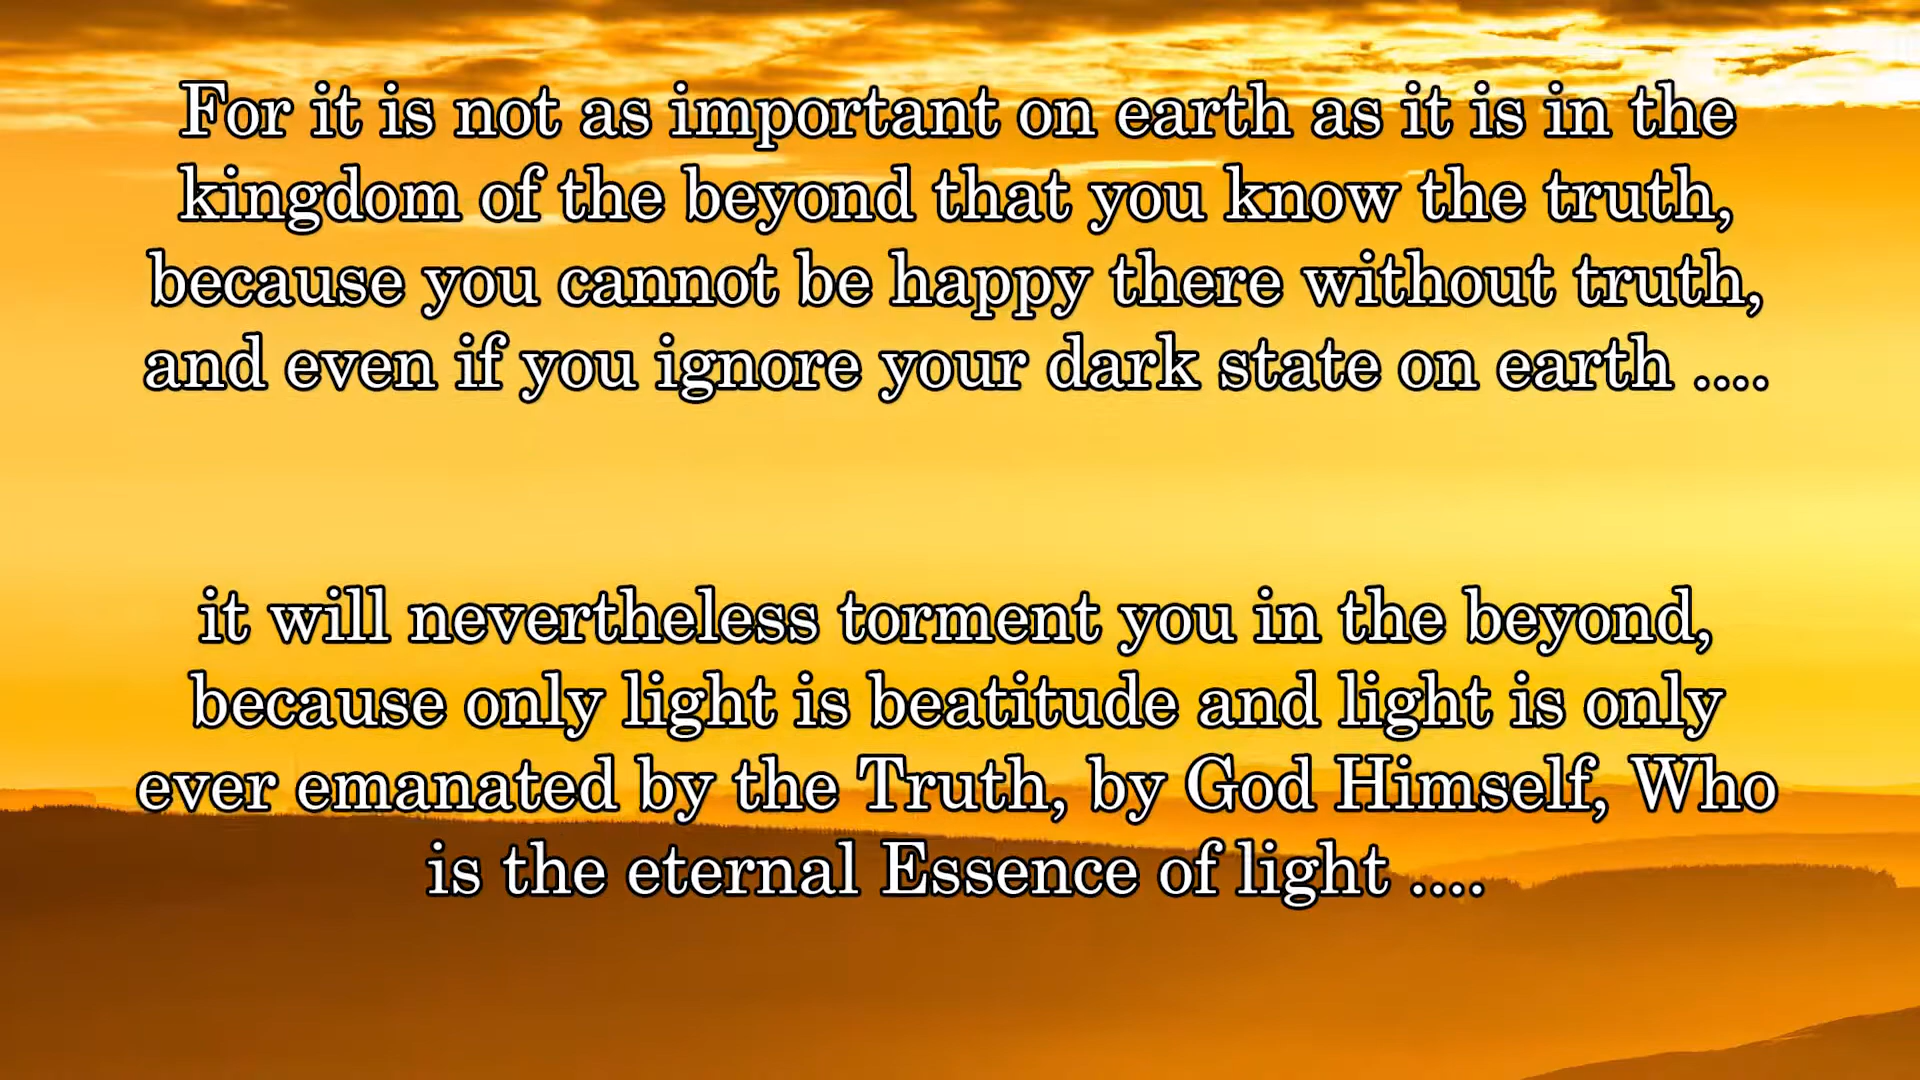 For it is not as important on earth as it is in the
kingdom of the beyond that you know the truth,
because you cannot be happy there without truth,
and even if you ignore your dark state on earth ....
it will nevertheless torment you in the beyond,
because only light is beatitude and light is only
ever emanated by the Truth, by God Himself, Who
is the eternal Essence of light ....